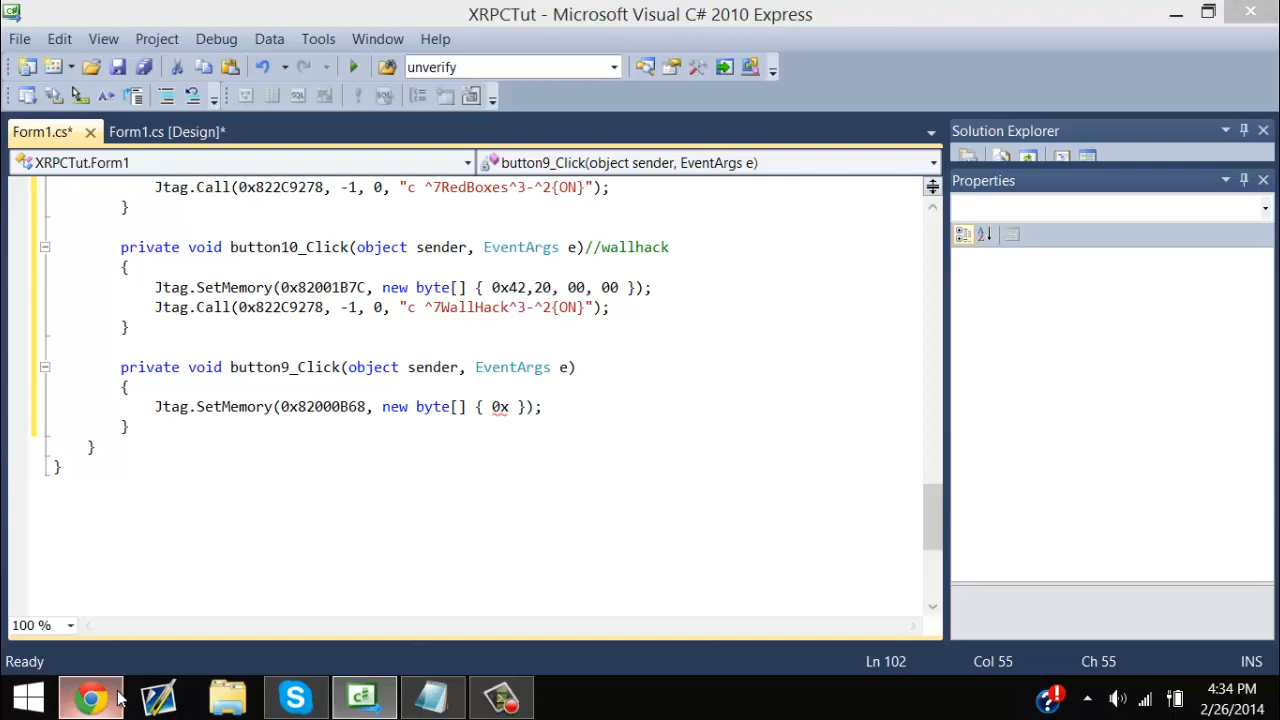 XRPCTut - Microsoft Visual C# 2010 Express
File Edit View Project Debug Data Tools Window Help
unverify
Form1.cs* Form1.cs [Design]*
Solution Explorer
XRPCTut.Form1 button9_Click(object sender, EventArgs e)
Properties
Jtag.Call(0x822C9278, -1, 0, "c ^7RedBoxes^3-^2{ON}");
}
private void button10_Click(object sender, EventArgs e)//wallhack
{
Jtag.SetMemory(0x82001B7C, new byte[] { 0x42,20, 00, 00 });
Jtag.Call(0x822C9278, -1, 0, "c ^7WallHack^3-^2{ON}");
}
private void button9_Click(object sender, EventArgs e)
{
Jtag.SetMemory(0x82000B68, new byte[] { 0x });
}
}
}
100 %
Ready Ln 102 Col 55 Ch 55 INS
4:34 PM
2/26/2014